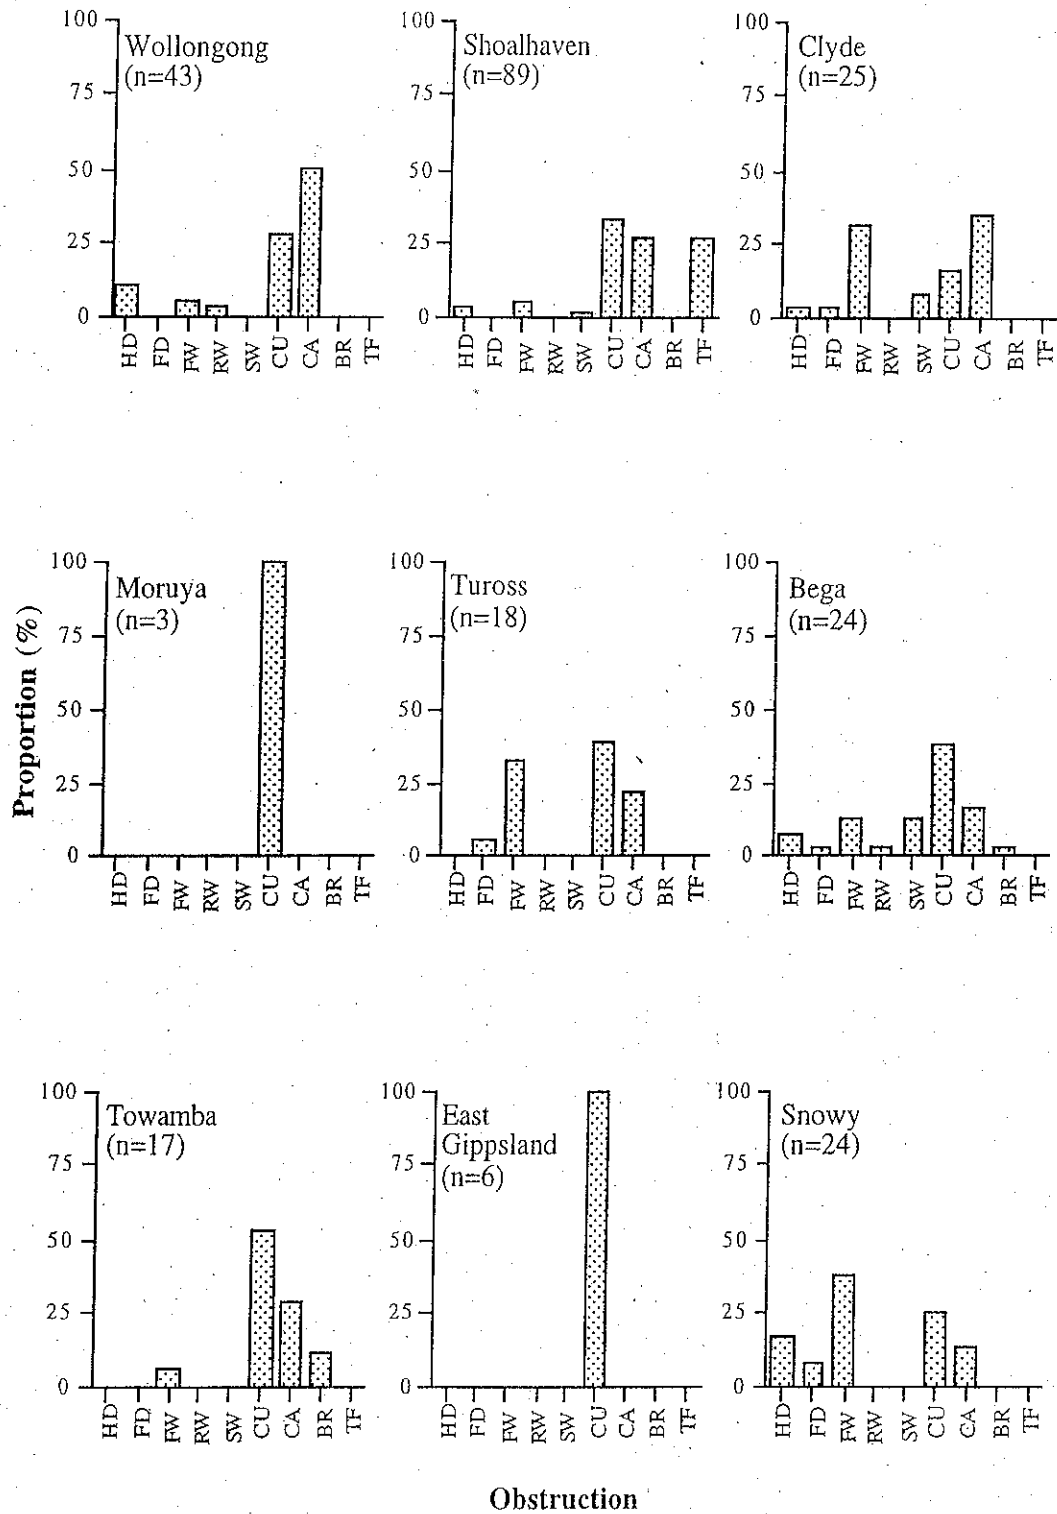 100
75
50
25
0
Wollongong
(n=43)
HD FD FW RW SW CU CA BR TF
100
75
50
25
0
Shoalhaven
(n=89)
HD FD FW RW SW CU CA BR TF
100
75
50
25
0
Clyde
(n=25)
HD FD FW RW SW CU CA BR TF
Proportion (%)
100
75
50
25
0
Moruya
(n=3)
HD FD FW RW SW CU CA BR TF
100
75
50
25
0
Tuross
(n=18)
HD FD FW RW SW CU CA BR TF
100
75
50
25
0
Bega
(n=24)
HD FD FW RW SW CU CA BR TF
100
75
50
25
0
Towamba
(n=17)
HD FD FW RW SW CU CA BR TF
100
75
50
25
0
East
Gippsland
(n=6)
HD FD FW RW SW CU CA BR TF
100
75
50
25
0
Snowy
(n=24)
HD FD FW RW SW CU CA BR TF
Obstruction